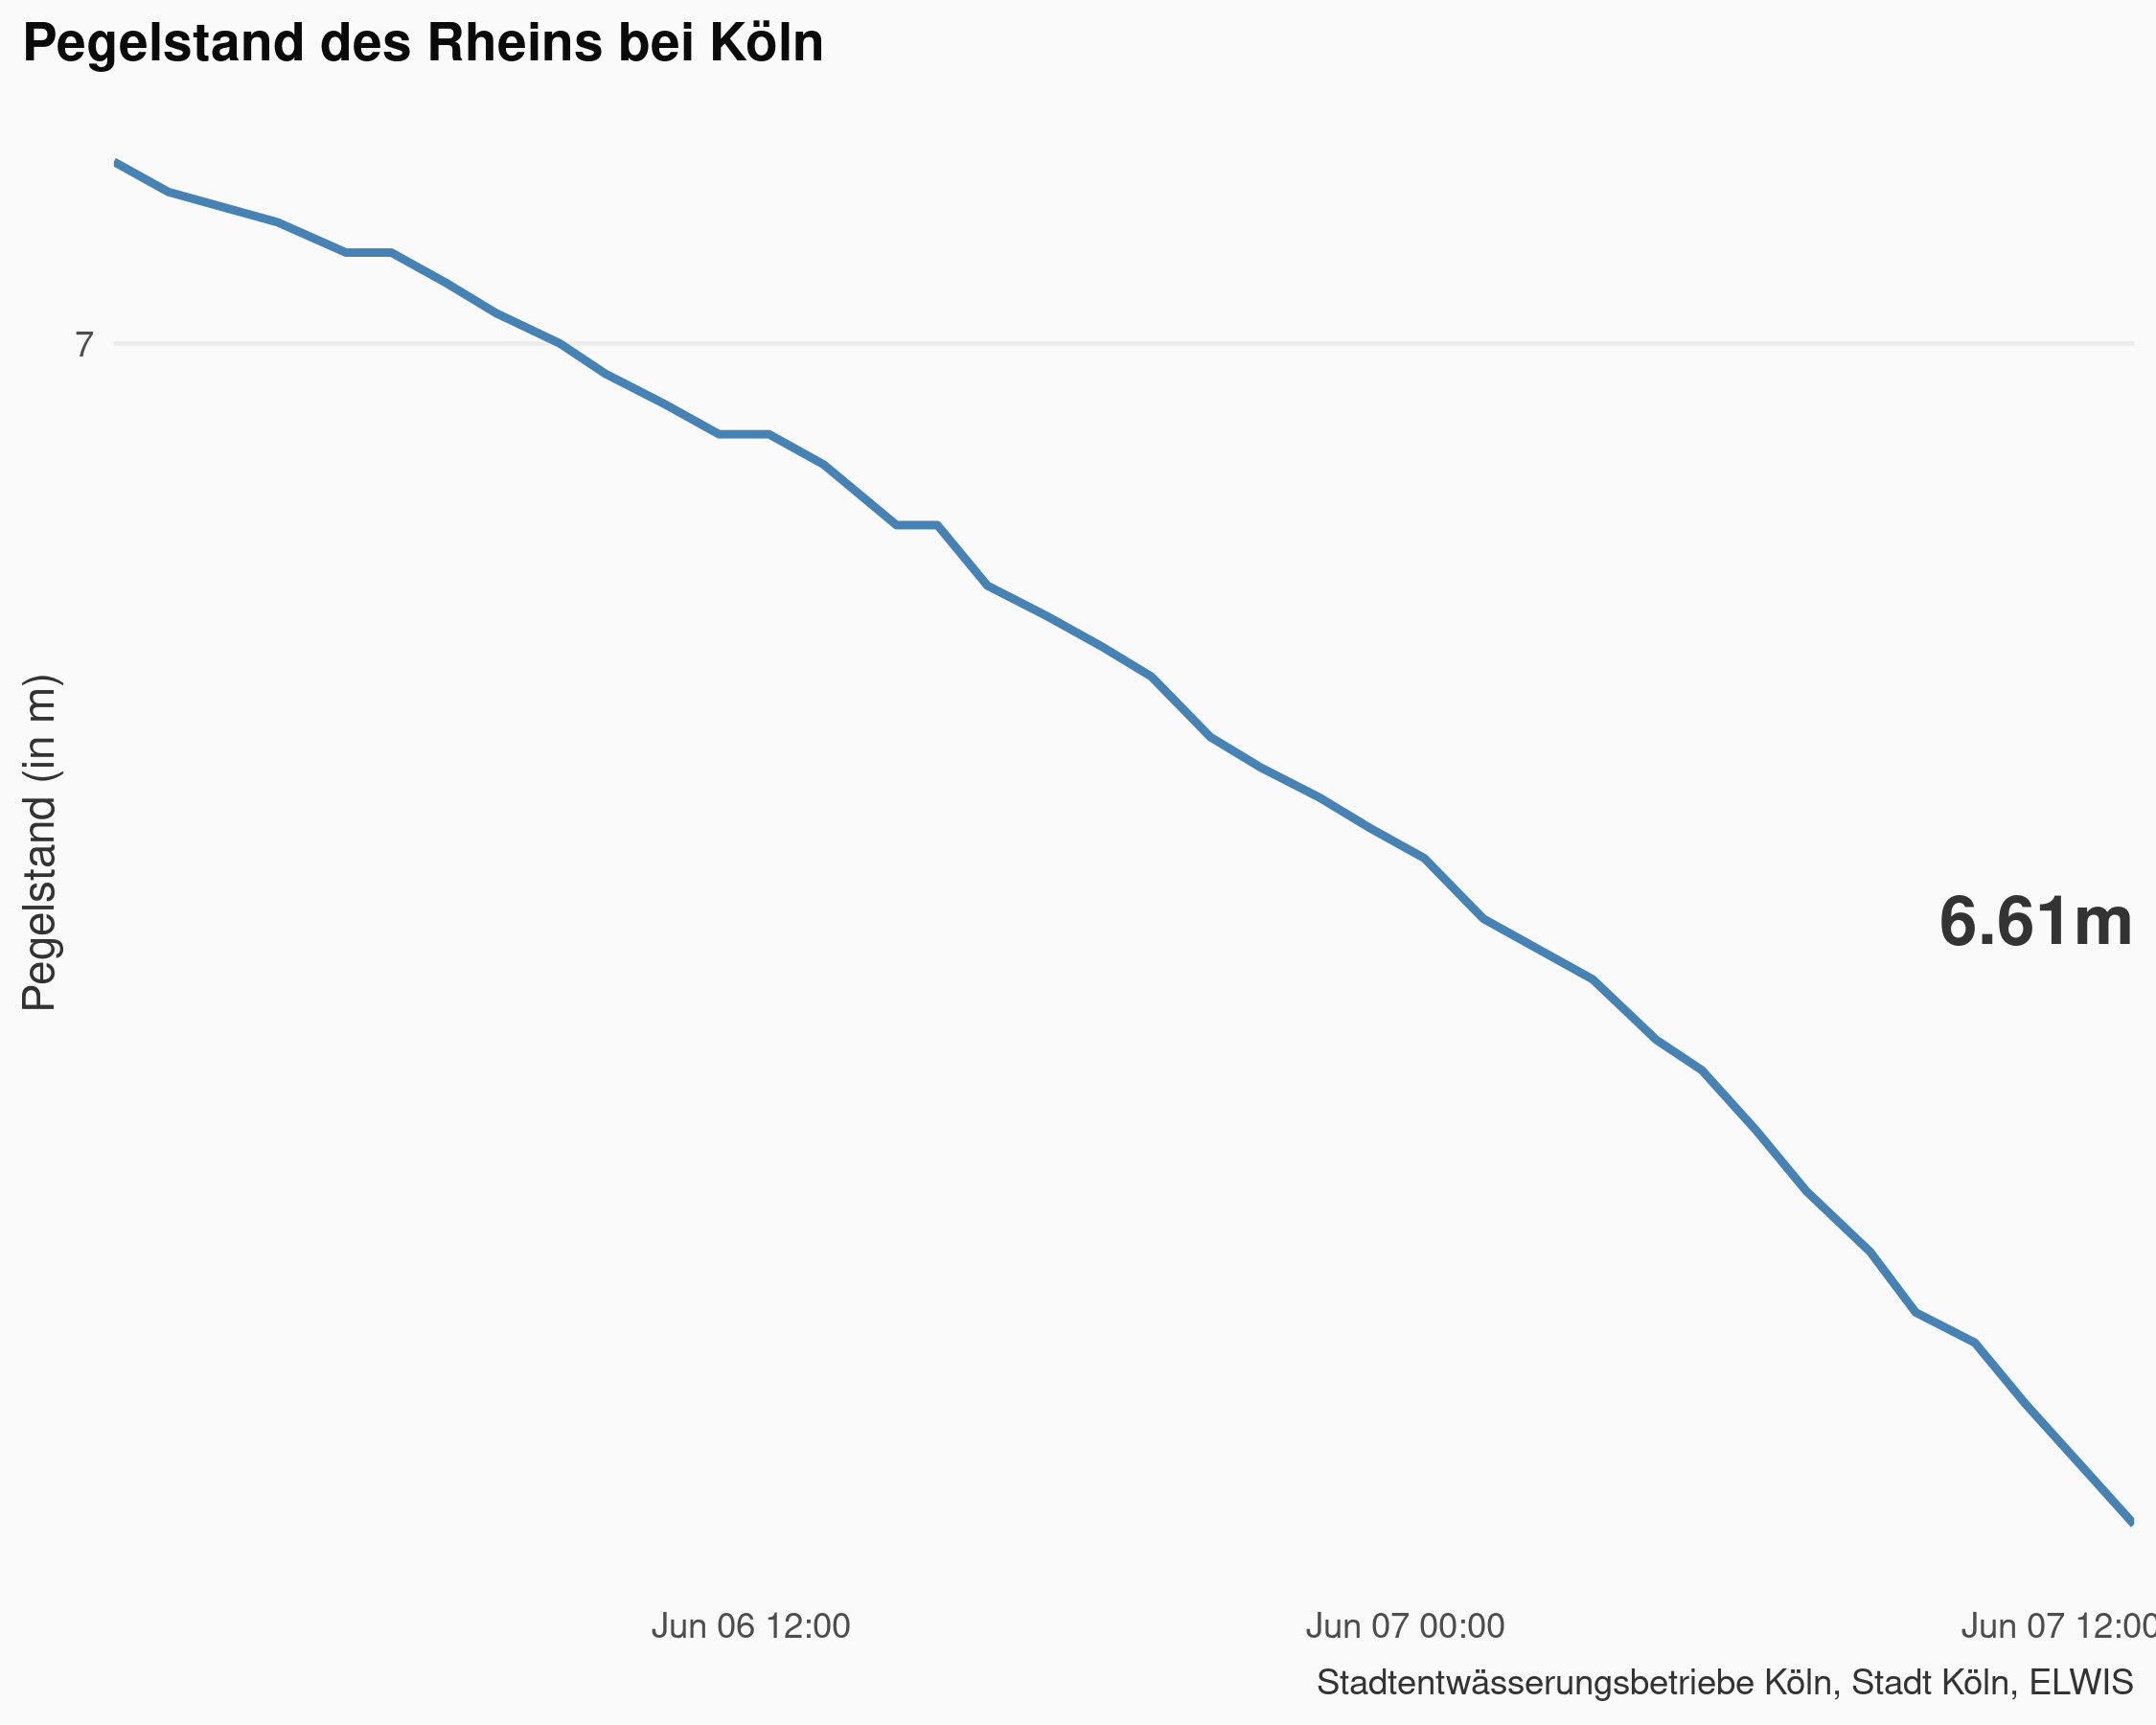 Pegelstand des Rheins bei Köln
7
Pegelstand (in m)
6.61m
Jun 06 12:00
Jun 07 00:00
Jun 07 12:00
Stadtentwässerungsbetriebe Köln, Stadt Köln, ELWIS